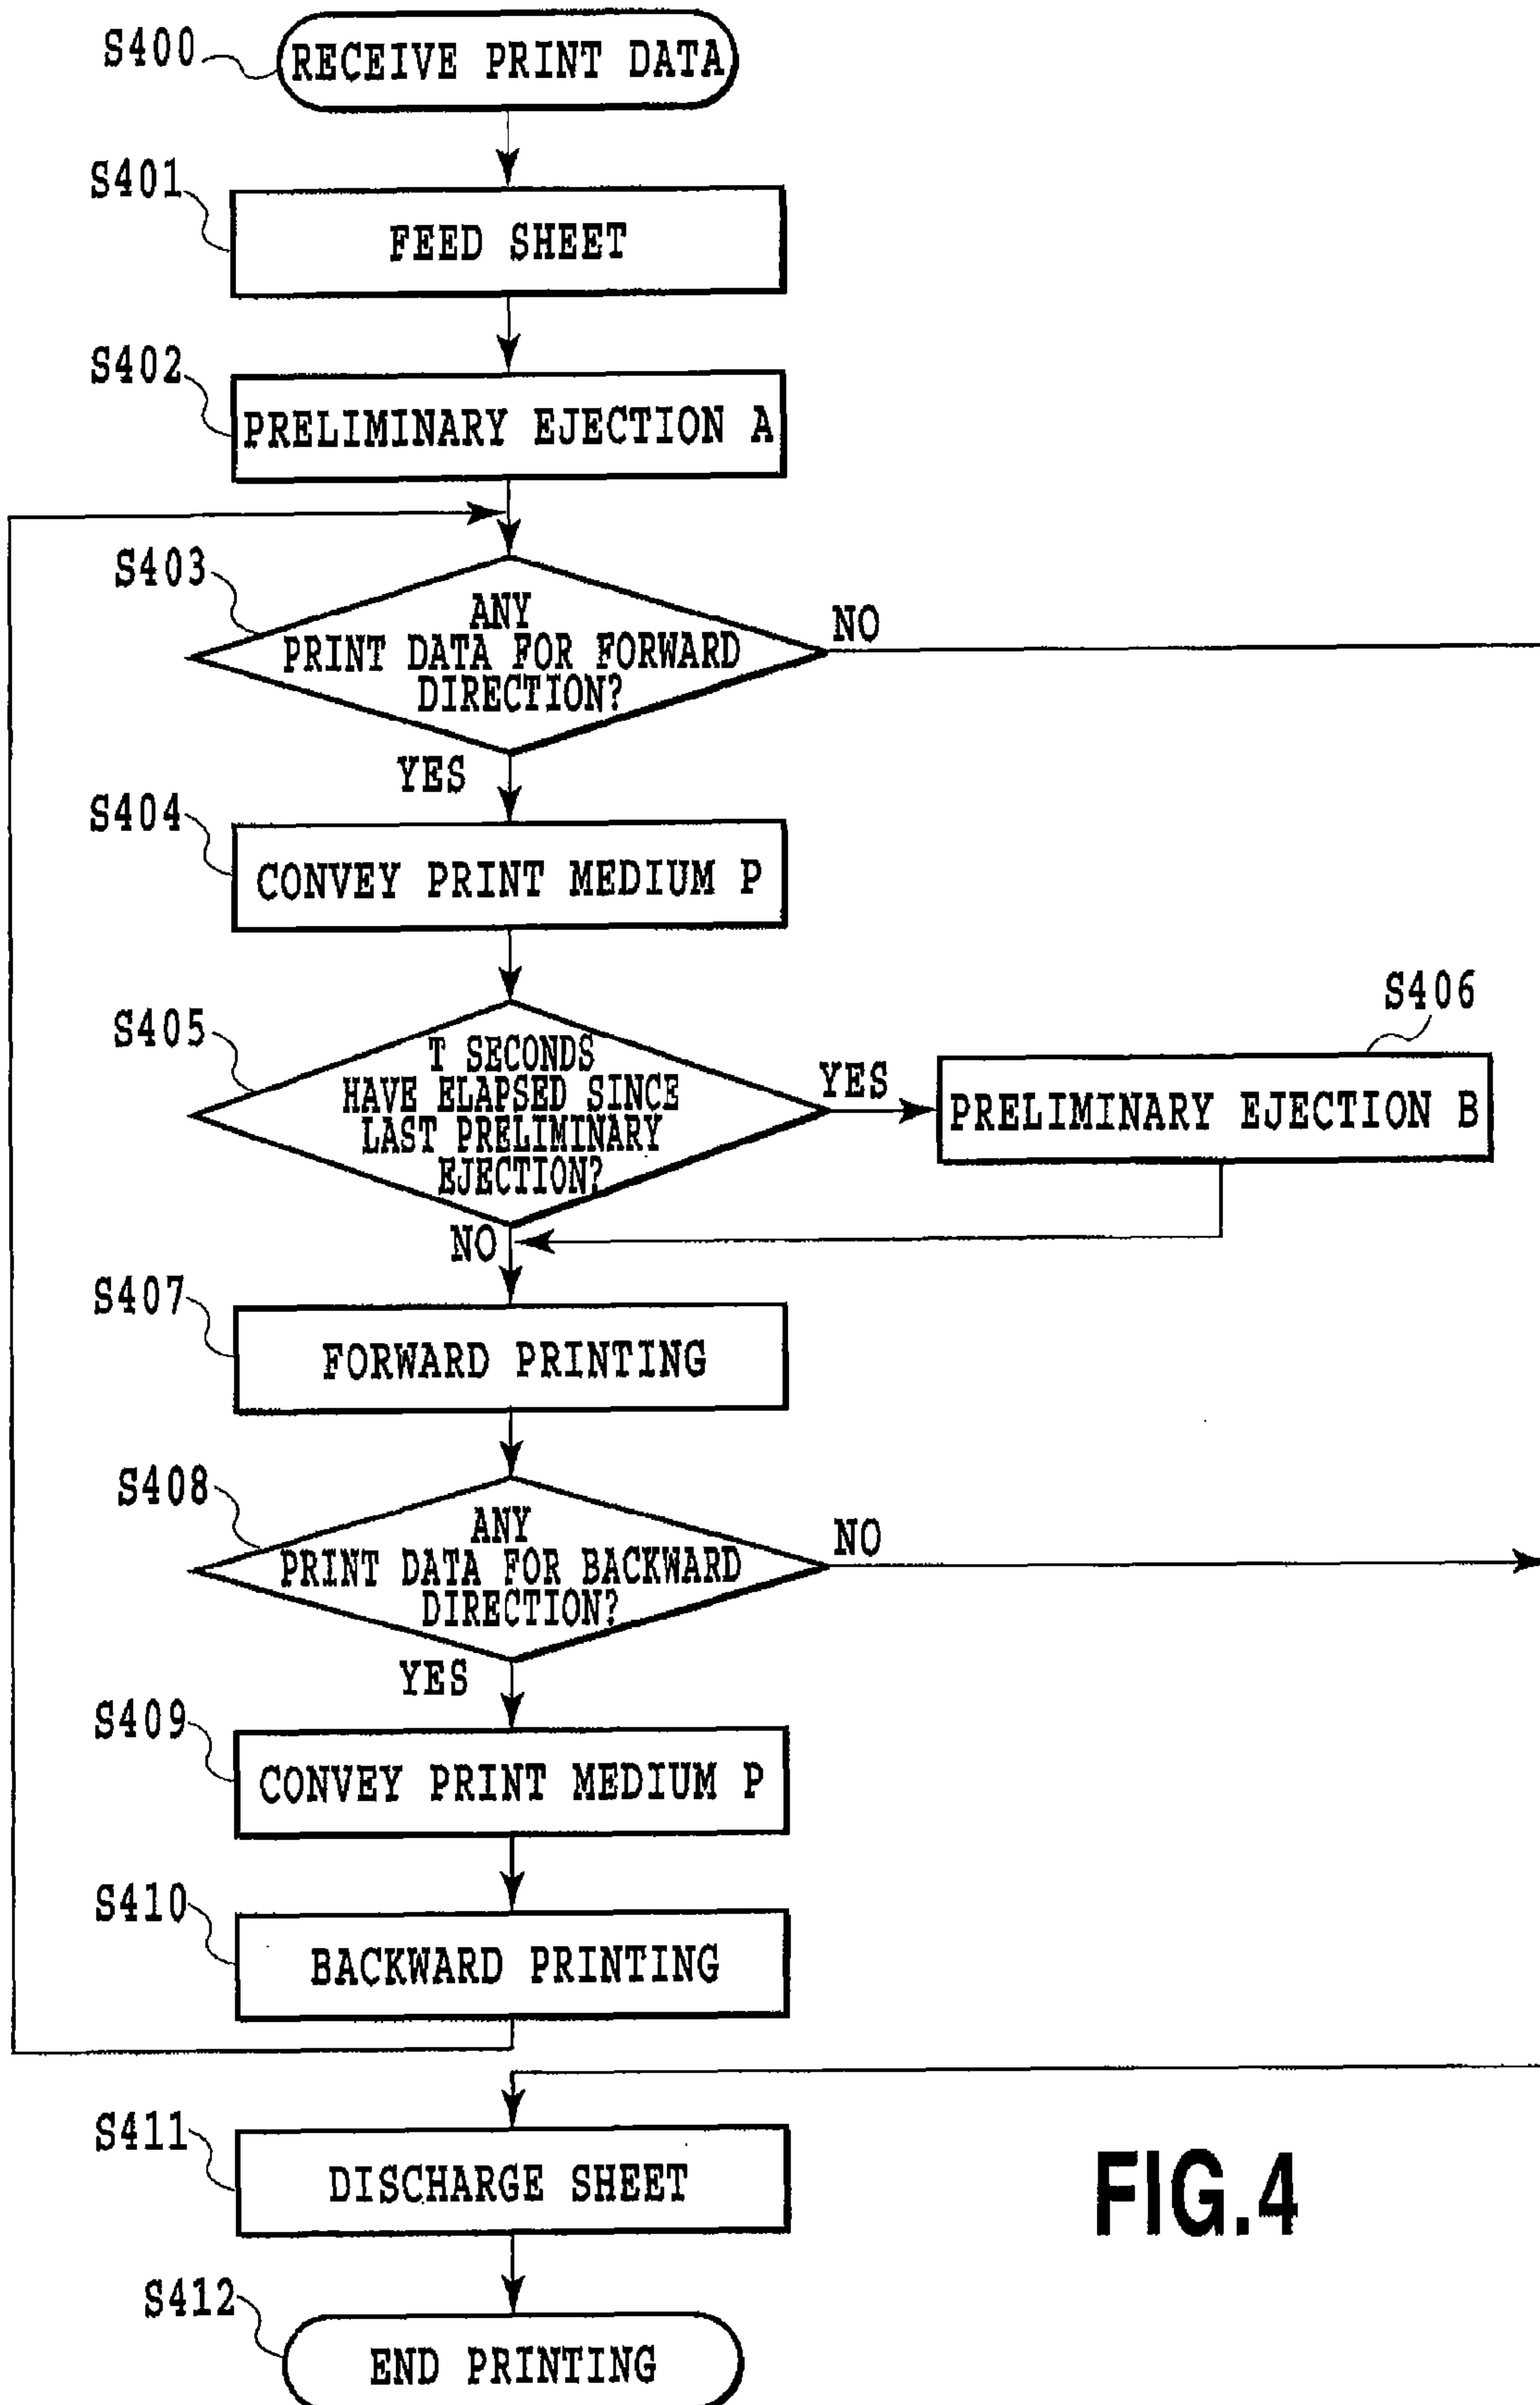 S400
RECEIVE PRINT DATA
S401
FEED SHEET
S402
PRELIMINARY EJECTION A
S403
ANY
PRINT DATA FOR FORWARD
DIRECTION?
NO
YES
S404
CONVEY PRINT MEDIUM P
S405
T SECONDS
HAVE ELAPSED SINCE
LAST PRELIMINARY
EJECTION?
YES
S406
PRELIMINARY EJECTION B
NO
S407
FORWARD PRINTING
S408
ANY
PRINT DATA FOR BACKWARD
DIRECTION?
NO
YES
S409
CONVEY PRINT MEDIUM P
S410
BACKWARD PRINTING
S411
DISCHARGE SHEET
FIG.4
S412
END PRINTING